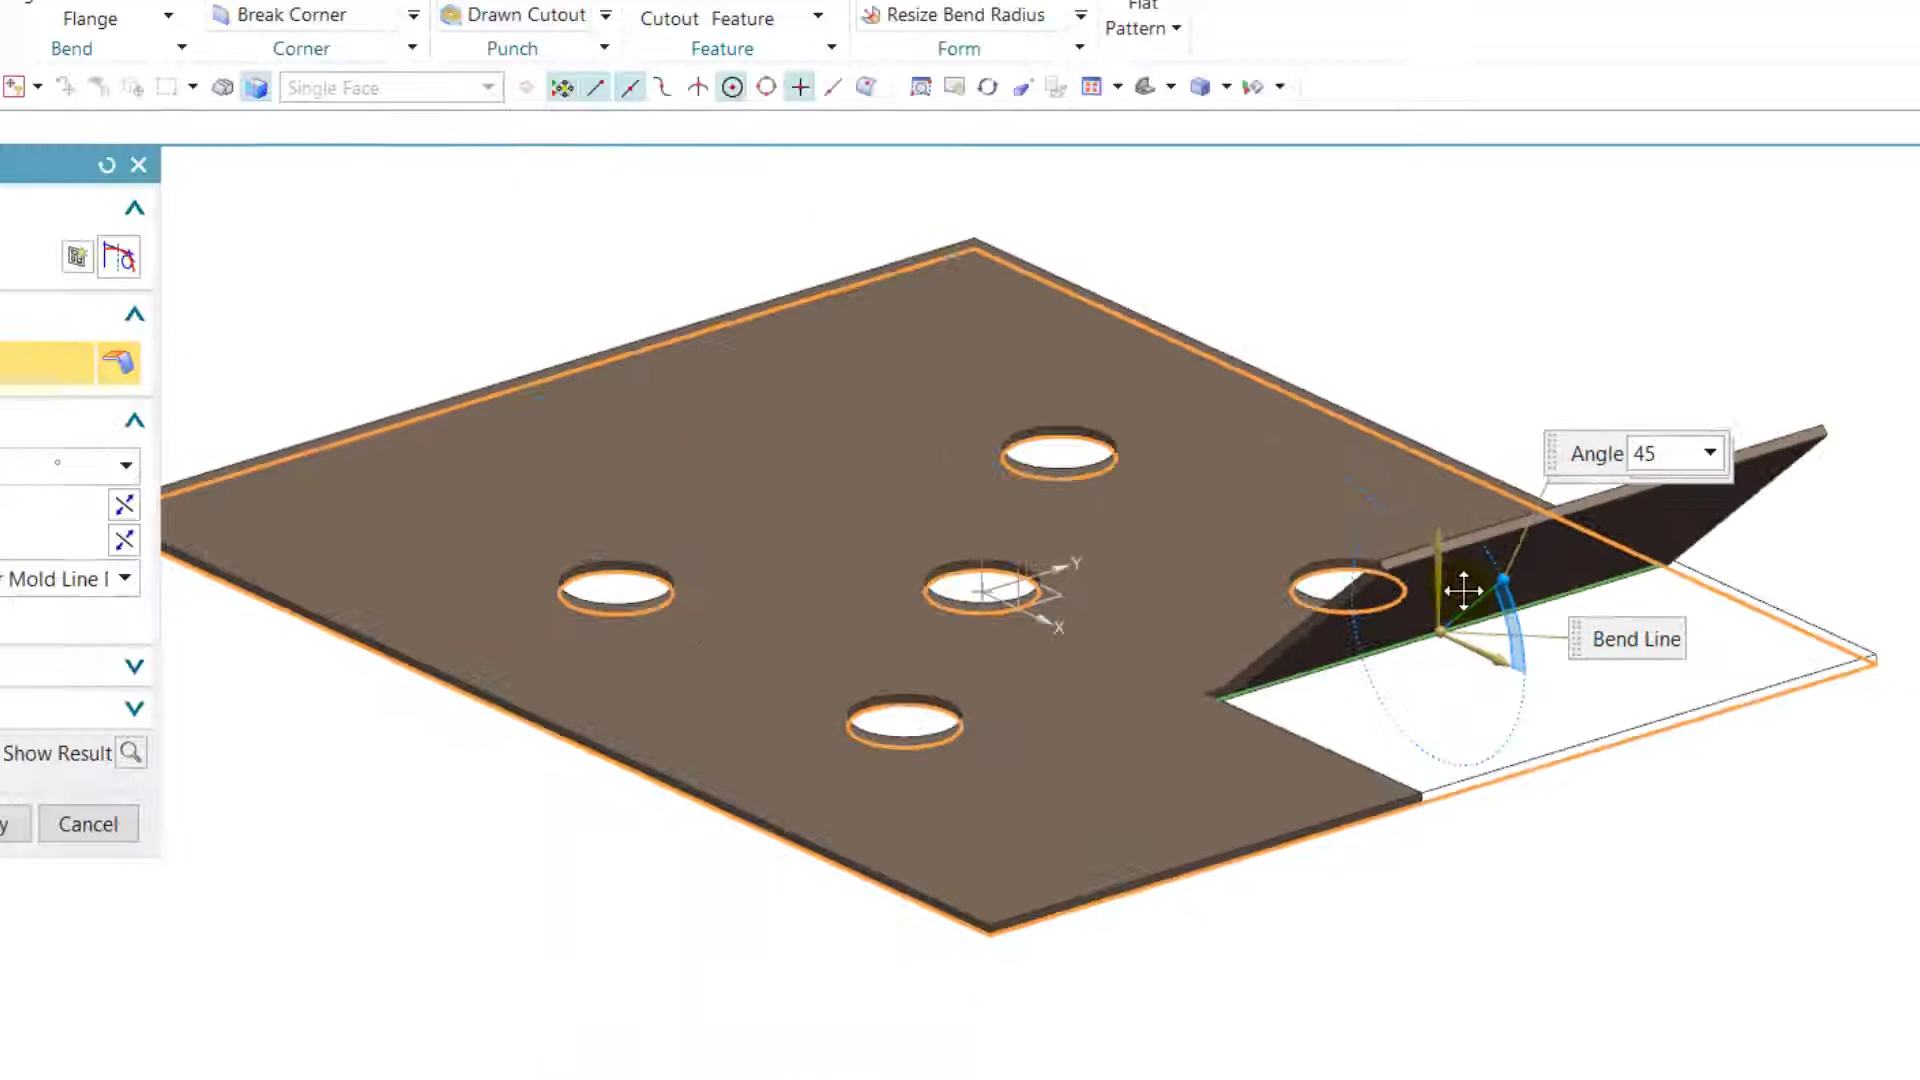 Flange
Break Corner
Drawn Cutout
Cutout Feature
Resize Bend Radius
Flat
Pattern
Bend
Corner
Punch
Feature
Form
Single Face
°
Mold Line
Show Result
y
Cancel
Angle 45
Bend Line
Y
X